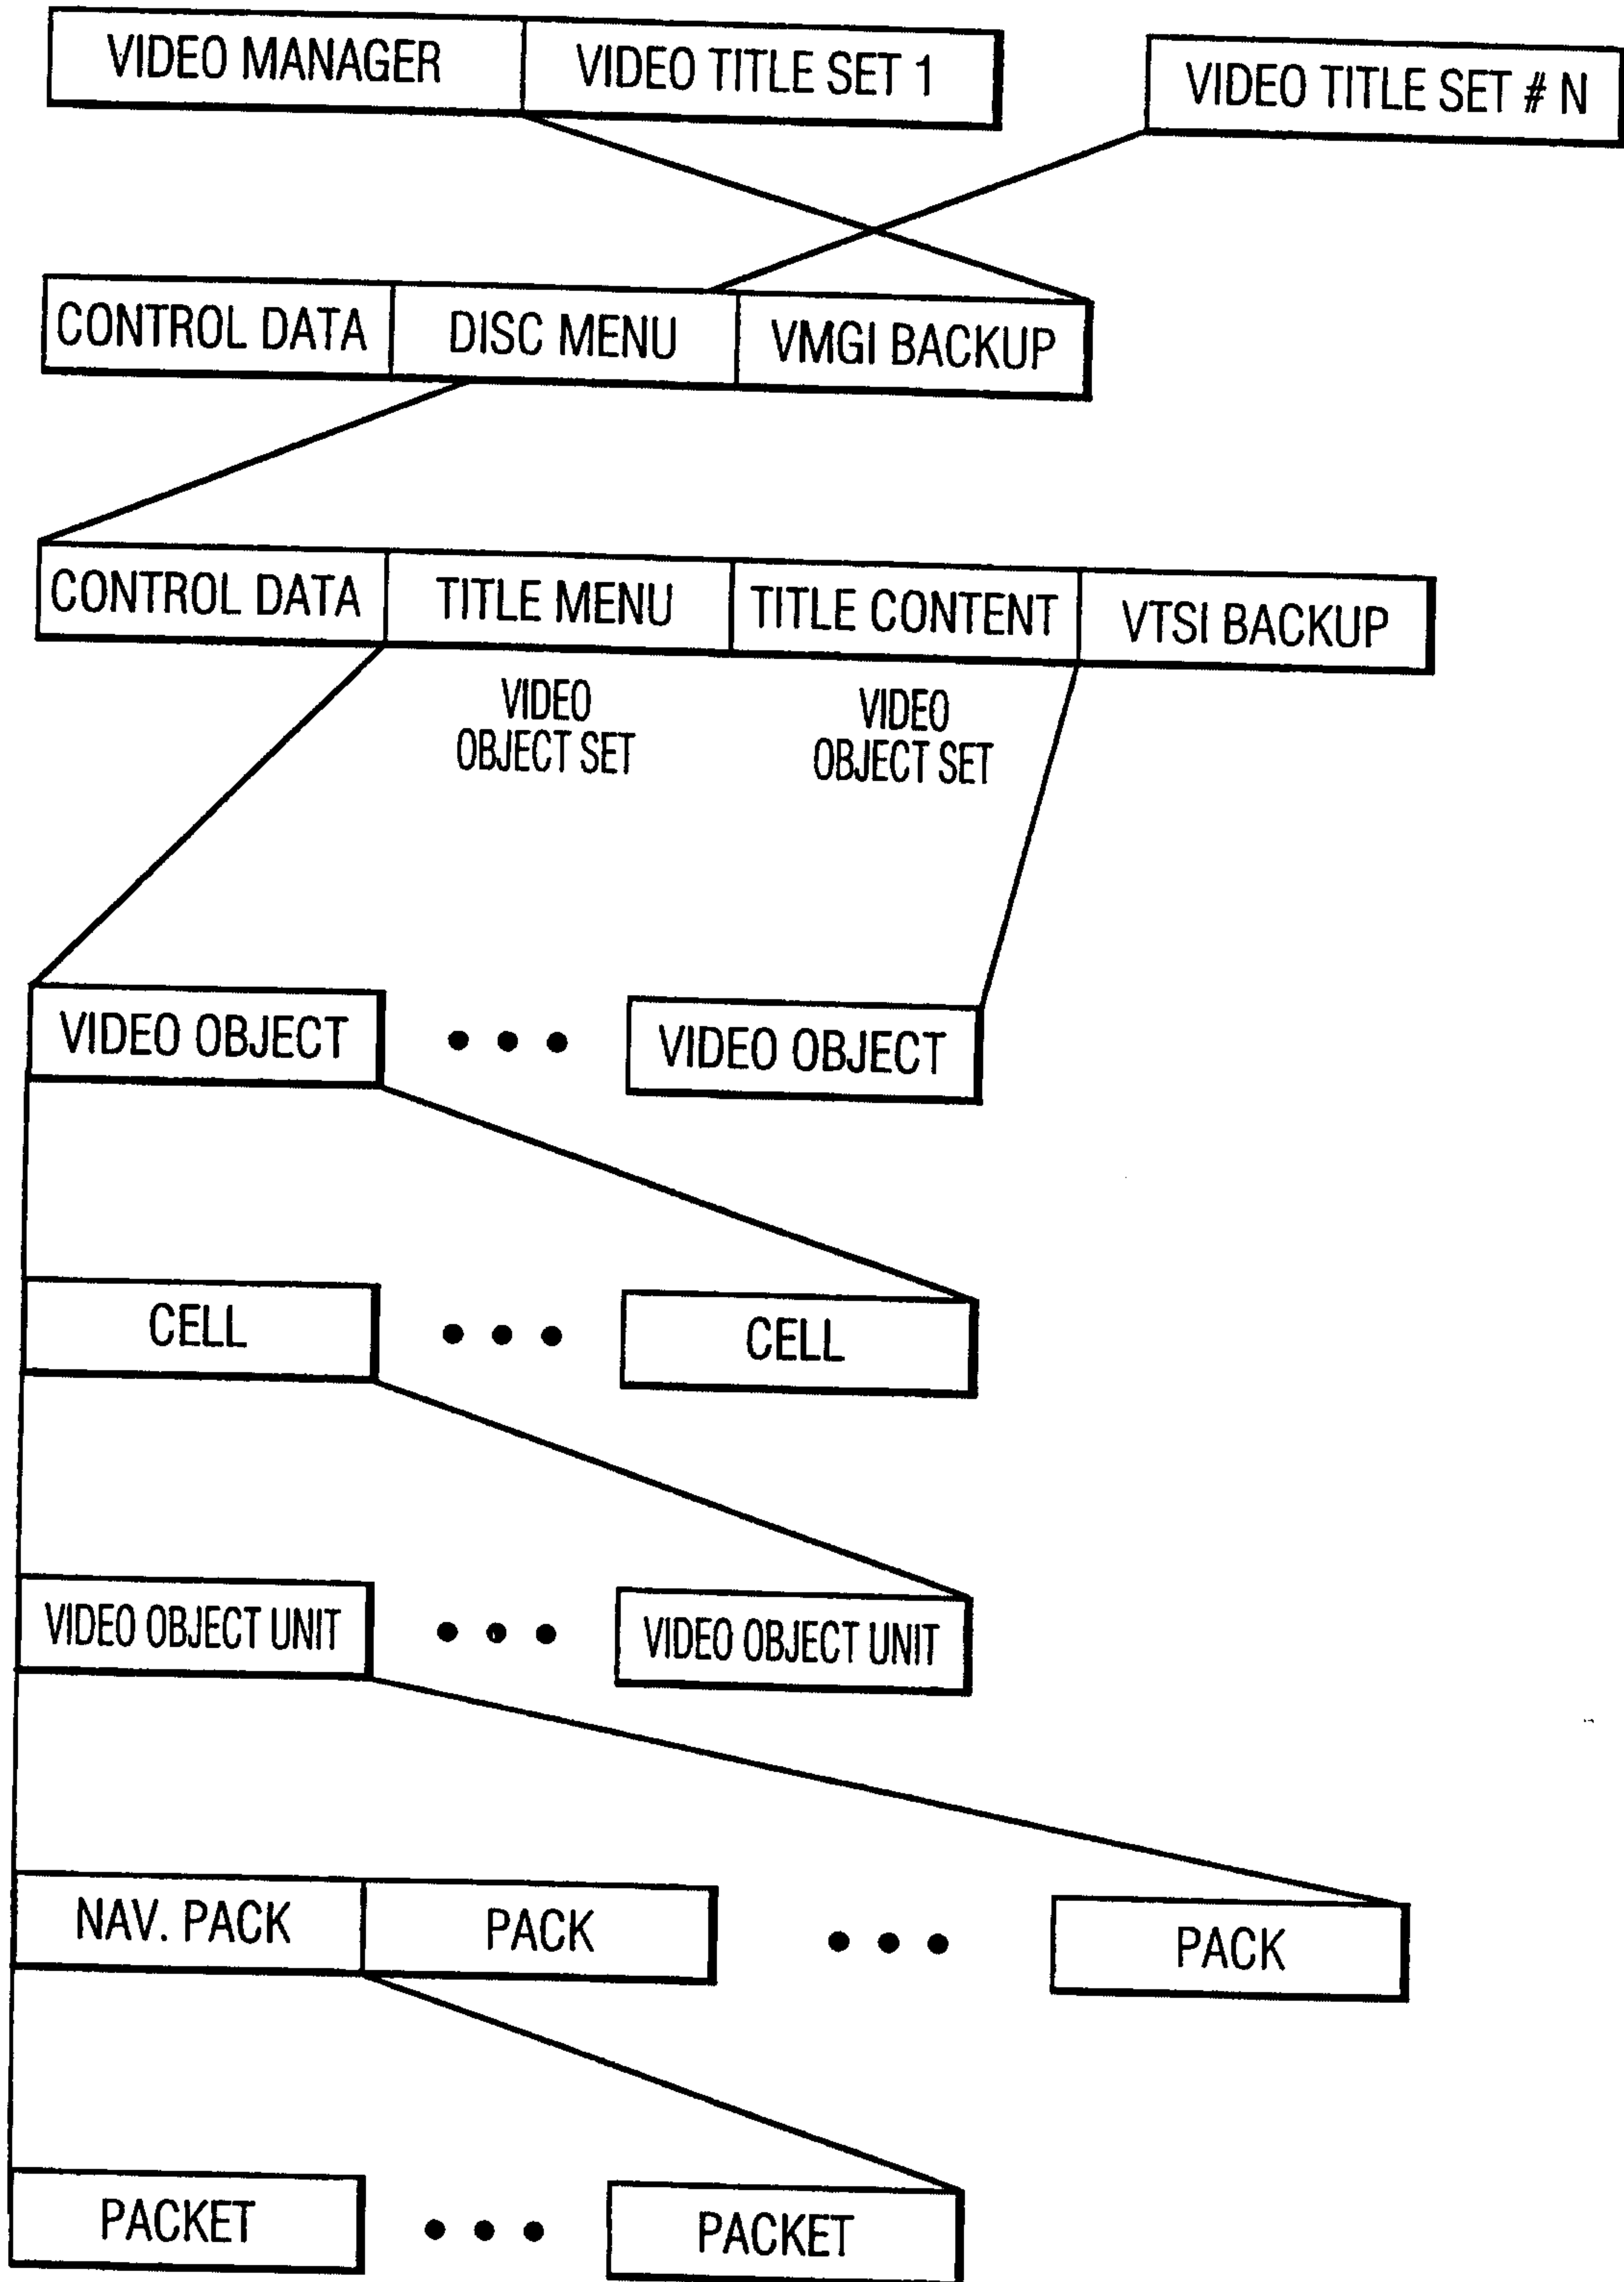 VIDEO MANAGER VIDEO TITLE SET 1 VIDEO TITLE SET # N
CONTROL DATA DISC MENU VMGI BACKUP
CONTROL DATA TITLE MENU TITLE CONTENT VTSI BACKUP
VIDEO
OBJECT SET
VIDEO
OBJECT SET
VIDEO OBJECT • • • VIDEO OBJECT
CELL • • • CELL
VIDEO OBJECT UNIT • • • VIDEO OBJECT UNIT
NAV. PACK PACK • • • PACK
PACKET • • • PACKET